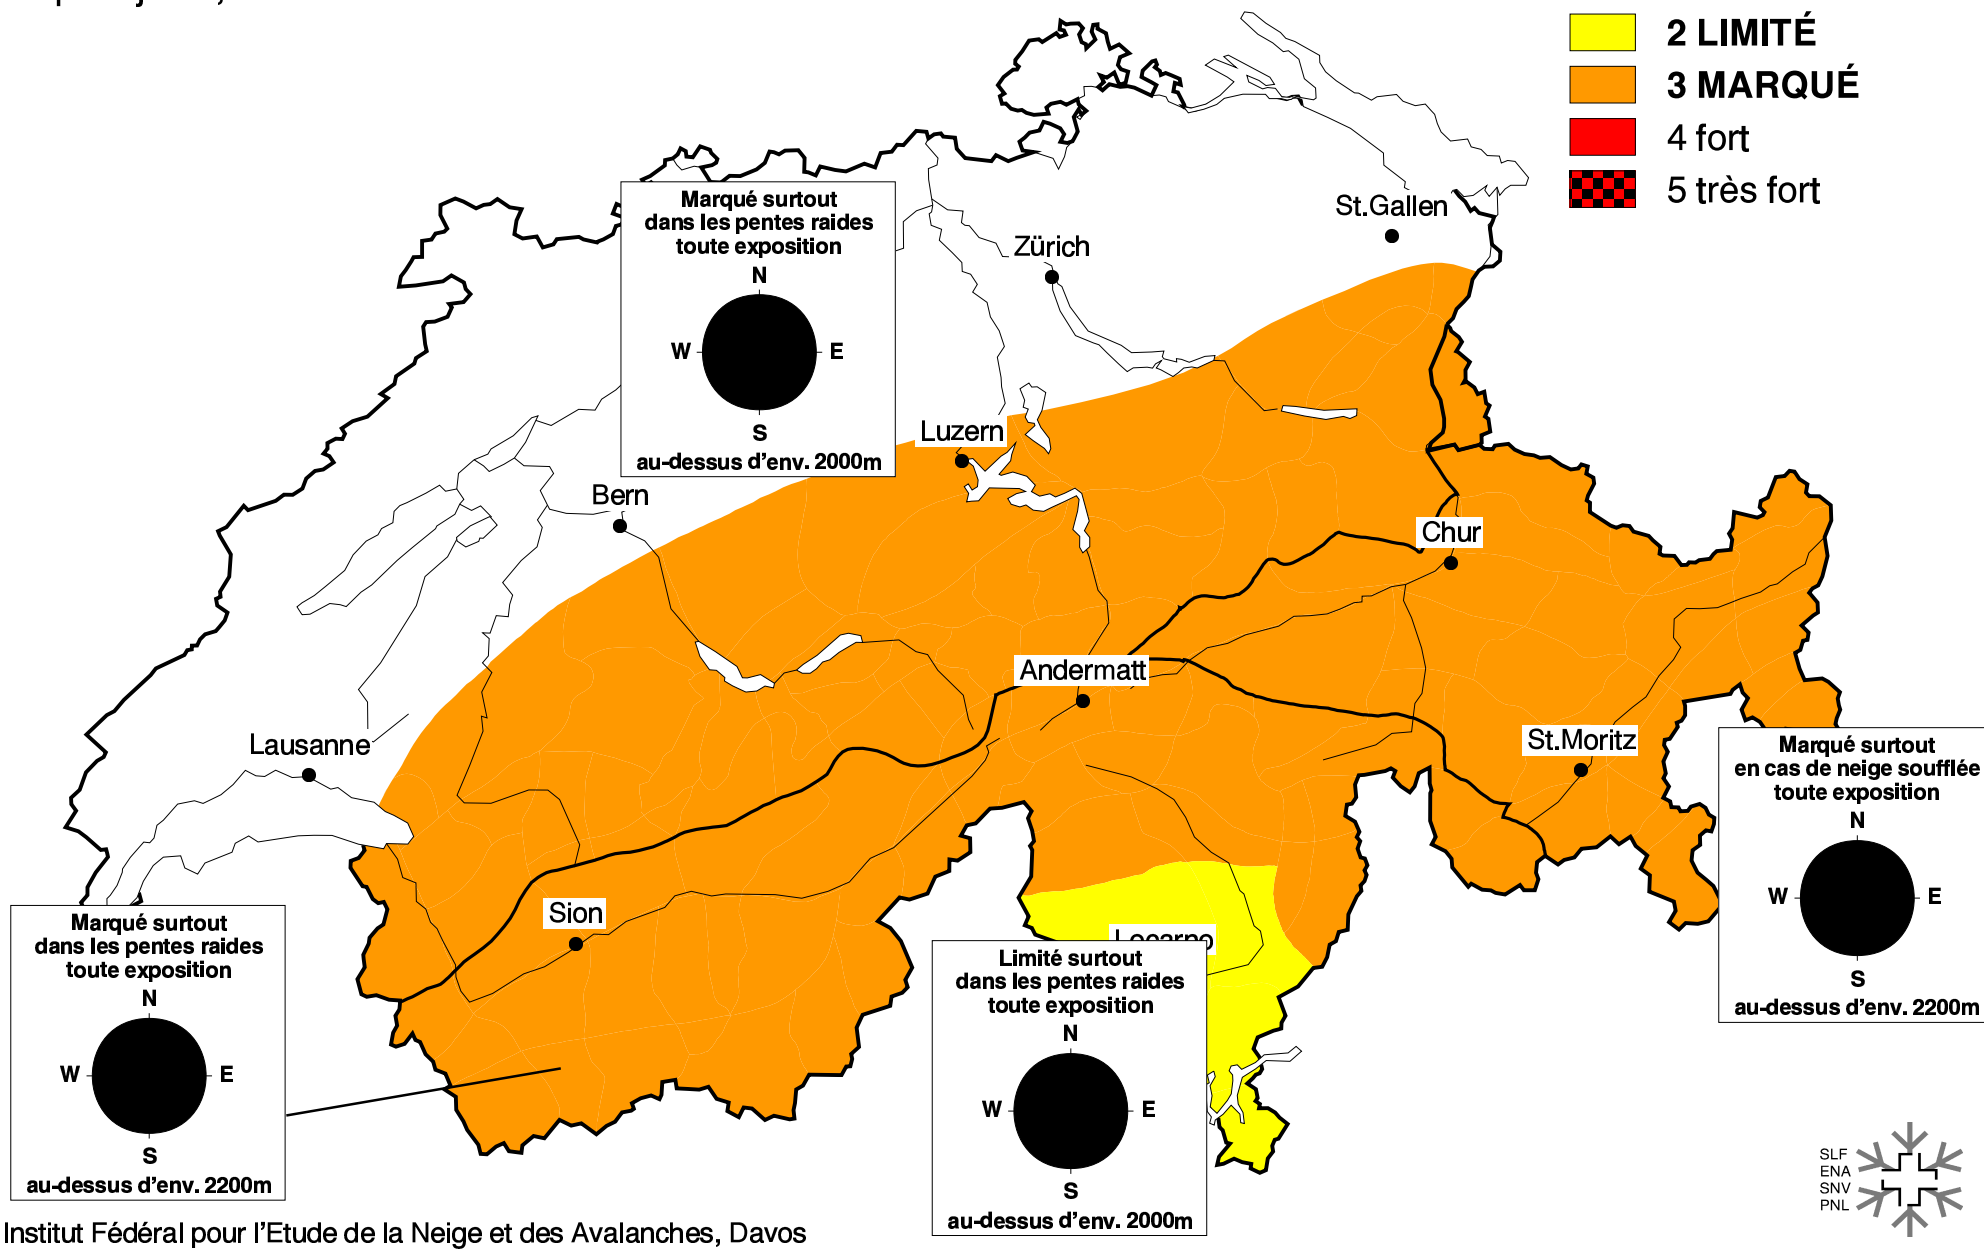 2 LIMITÉ
3 MARQUÉ
4 fort
5 très fort
Marqué surtout
dans les pentes raides
toute exposition
N
W E
S
au-dessus d'env. 2000m
St.Gallen
Zürich
Luzern
Bern
Chur
Andermatt
Lausanne
St.Moritz
Sion
Locarno
Marqué surtout
en cas de neige soufflée
toute exposition
N
W E
S
au-dessus d'env. 2200m
Marqué surtout
dans les pentes raides
toute exposition
N
W E
S
au-dessus d'env. 2200m
Limité surtout
dans les pentes raides
toute exposition
N
W E
S
au-dessus d'env. 2000m
SLF
ENA
SNV
PNL
Institut Fédéral pour l'Etude de la Neige et des Avalanches, Davos